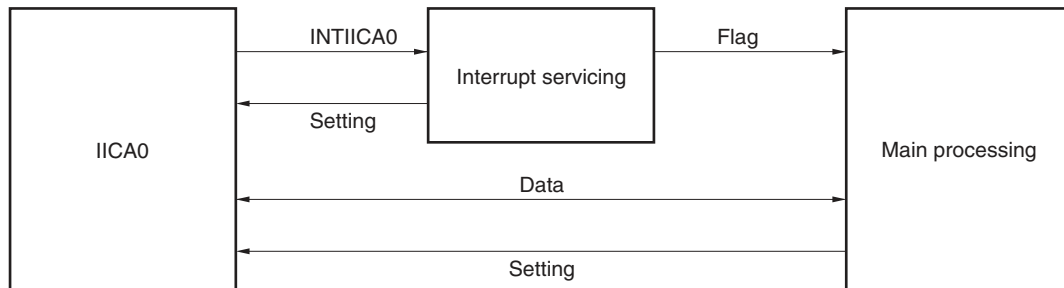 INTIICA0
Flag
Interrupt servicing
Setting
IICA0
Main processing
Data
Setting